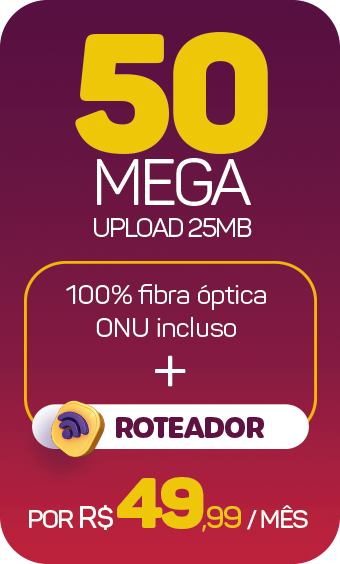 50
MEGA
UPLOAD 25MB
100% fibra óptica
ONU incluso
+
ROTEADOR
POR R$49,99 / MÊS